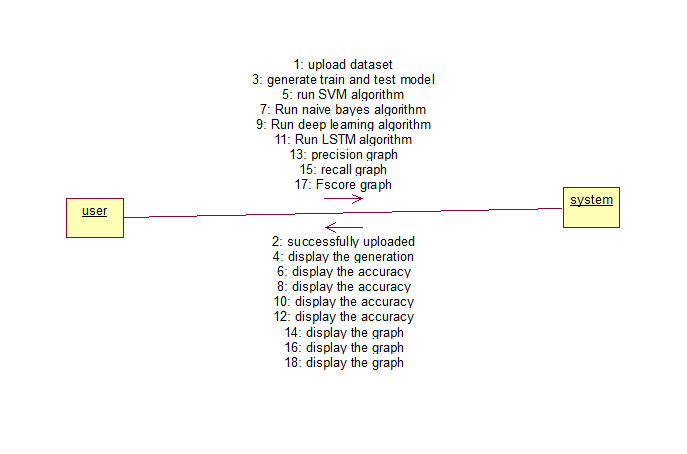 1: upload dataset
3: generate train and test model
5: run SVM algorithm
7: Run naive bayes algorithm
9: Run deep learning algorithm
11: Run LSTM algorithm
13: precision graph
15: recall graph
17: Fscore graph
user
system
2: successfully uploaded
4: display the generation
6: display the accuracy
8: display the accuracy
10: display the accuracy
12: display the accuracy
14: display the graph
16: display the graph
18: display the graph